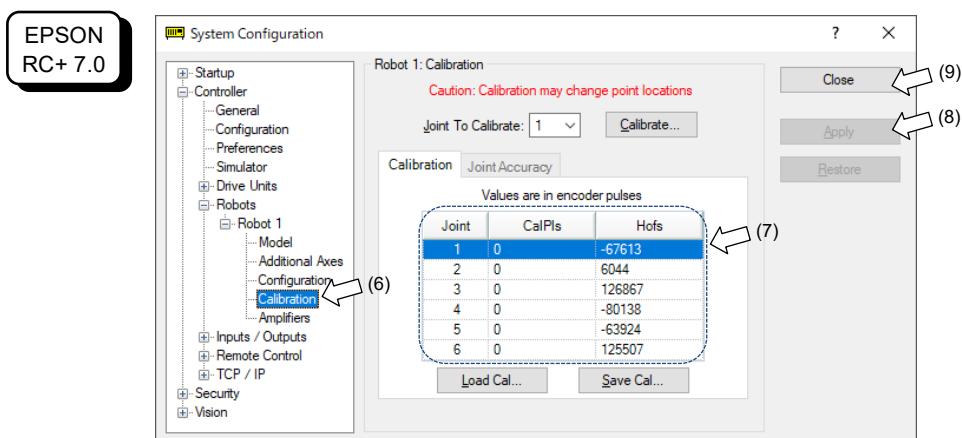 EPSON
RC+ 7.0
System Configuration
?
Startup
Controller
General
Configuration
Preferences
Simulator
Drive Units
Robots
Robot 1
Model
Additional Axes
Configuration
Calibration
Amplifiers
Inputs / Outputs
Remote Control
TCP / IP
Security
Vision
(6)
Robot 1: Calibration
Caution: Calibration may change point locations
Joint To Calibrate: 1 Calibrate...
Calibration Joint Accuracy
Values are in encoder pulses
Joint CalPls Hofs
1 0 -67613
2 0 6044
3 0 126867
4 0 -80138
5 0 -63924
6 0 125507
(7)
Load Cal... Save Cal...
Close (9)
Apply (8)
Restore